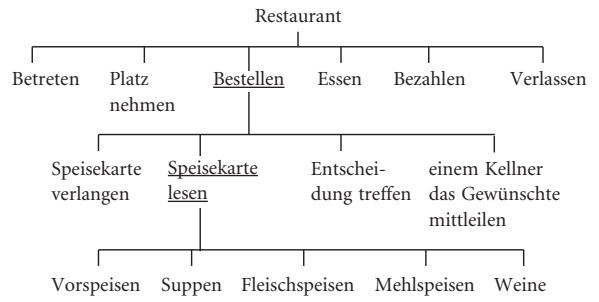 Restaurant
Betreten Platz nehmen Bestellen Essen Bezahlen Verlassen
Speisekarte verlangen Speisekarte lesen Entschei- dung treffen einem Kellner das Gewünschte mittleilen
Vorspeisen Suppen Fleischspeisen Mehlspeisen Weine